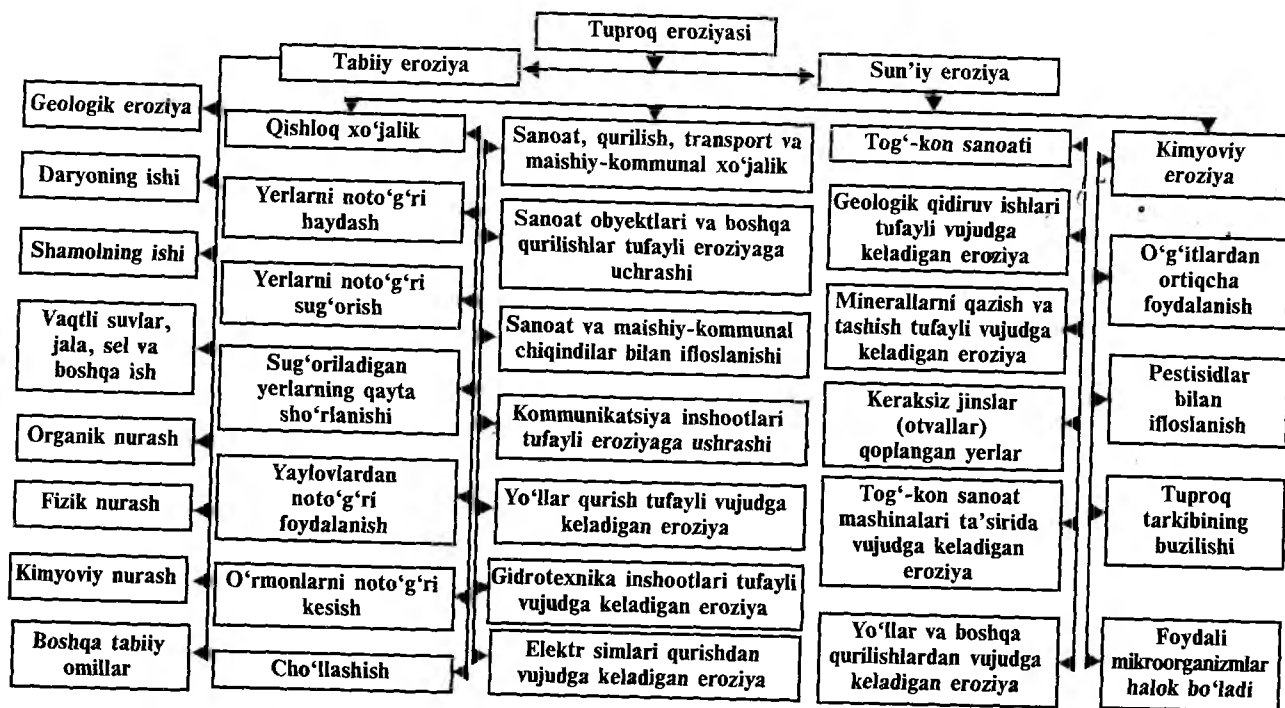 Tuproq eroziyasi
Tabiiy eroziya
Sun’iy eroziya
Geologik eroziya
Daryoning ishi
Shamolning ishi
Vaqtli suvlar,
jala, sel va
boshqa ish
Organik nurash
Fizik nurash
Kimyoviy nurash
Boshqa tabiiy
omillar
Qishloq xo‘jalik
Yerlarni noto‘g‘ri
haydash
Yerlarni noto‘g‘ri
sug‘orish
Sug‘oriladigan
yerlarning qayta
sho‘rlanishi
Yaylovlardan
noto‘g‘ri
foydalanish
O‘rmonlarni noto‘g‘ri
kesish
Cho‘llashish
Sanoat, qurilish, transport va
maishiy-kommunal xo‘jalik
Sanoat obyektlari va boshqa
qurilishlar tufayli eroziyaga
uchrashi
Sanoat va maishiy-kommunal
chiqindilar bilan ifloslanishi
Kommunikatsiya inshootlari
tufayli eroziyaga ushrashi
Yo‘llar qurish tufayli vujudga
keladigan eroziya
Gidrotexnika inshootlari tufayli
vujudga keladigan eroziya
Elektr simlari qurishdan
vujudga keladigan eroziya
Tog‘-kon sanoati
Geologik qidiruv ishlari
tufayli vujudga
keladigan eroziya
Minerallarni qazish va
tashish tufayli vujudga
keladigan eroziya
Keraksiz jinslar
(otvallar)
qoplangan yerlar
Tog‘-kon sanoat
mashinalari ta’sirida
vujudga keladigan
eroziya
Yo‘llar va boshqa
qurilishlardan vujudga
keladigan eroziya
Kimyoviy
eroziya
O‘g‘itlardan
ortiqcha
foydalanish
Pestisidlar
bilan
ifloslanish
Tuproq
tarkibining
buzilishi
Foydali
mikroorganizmlar
halok bo‘ladi